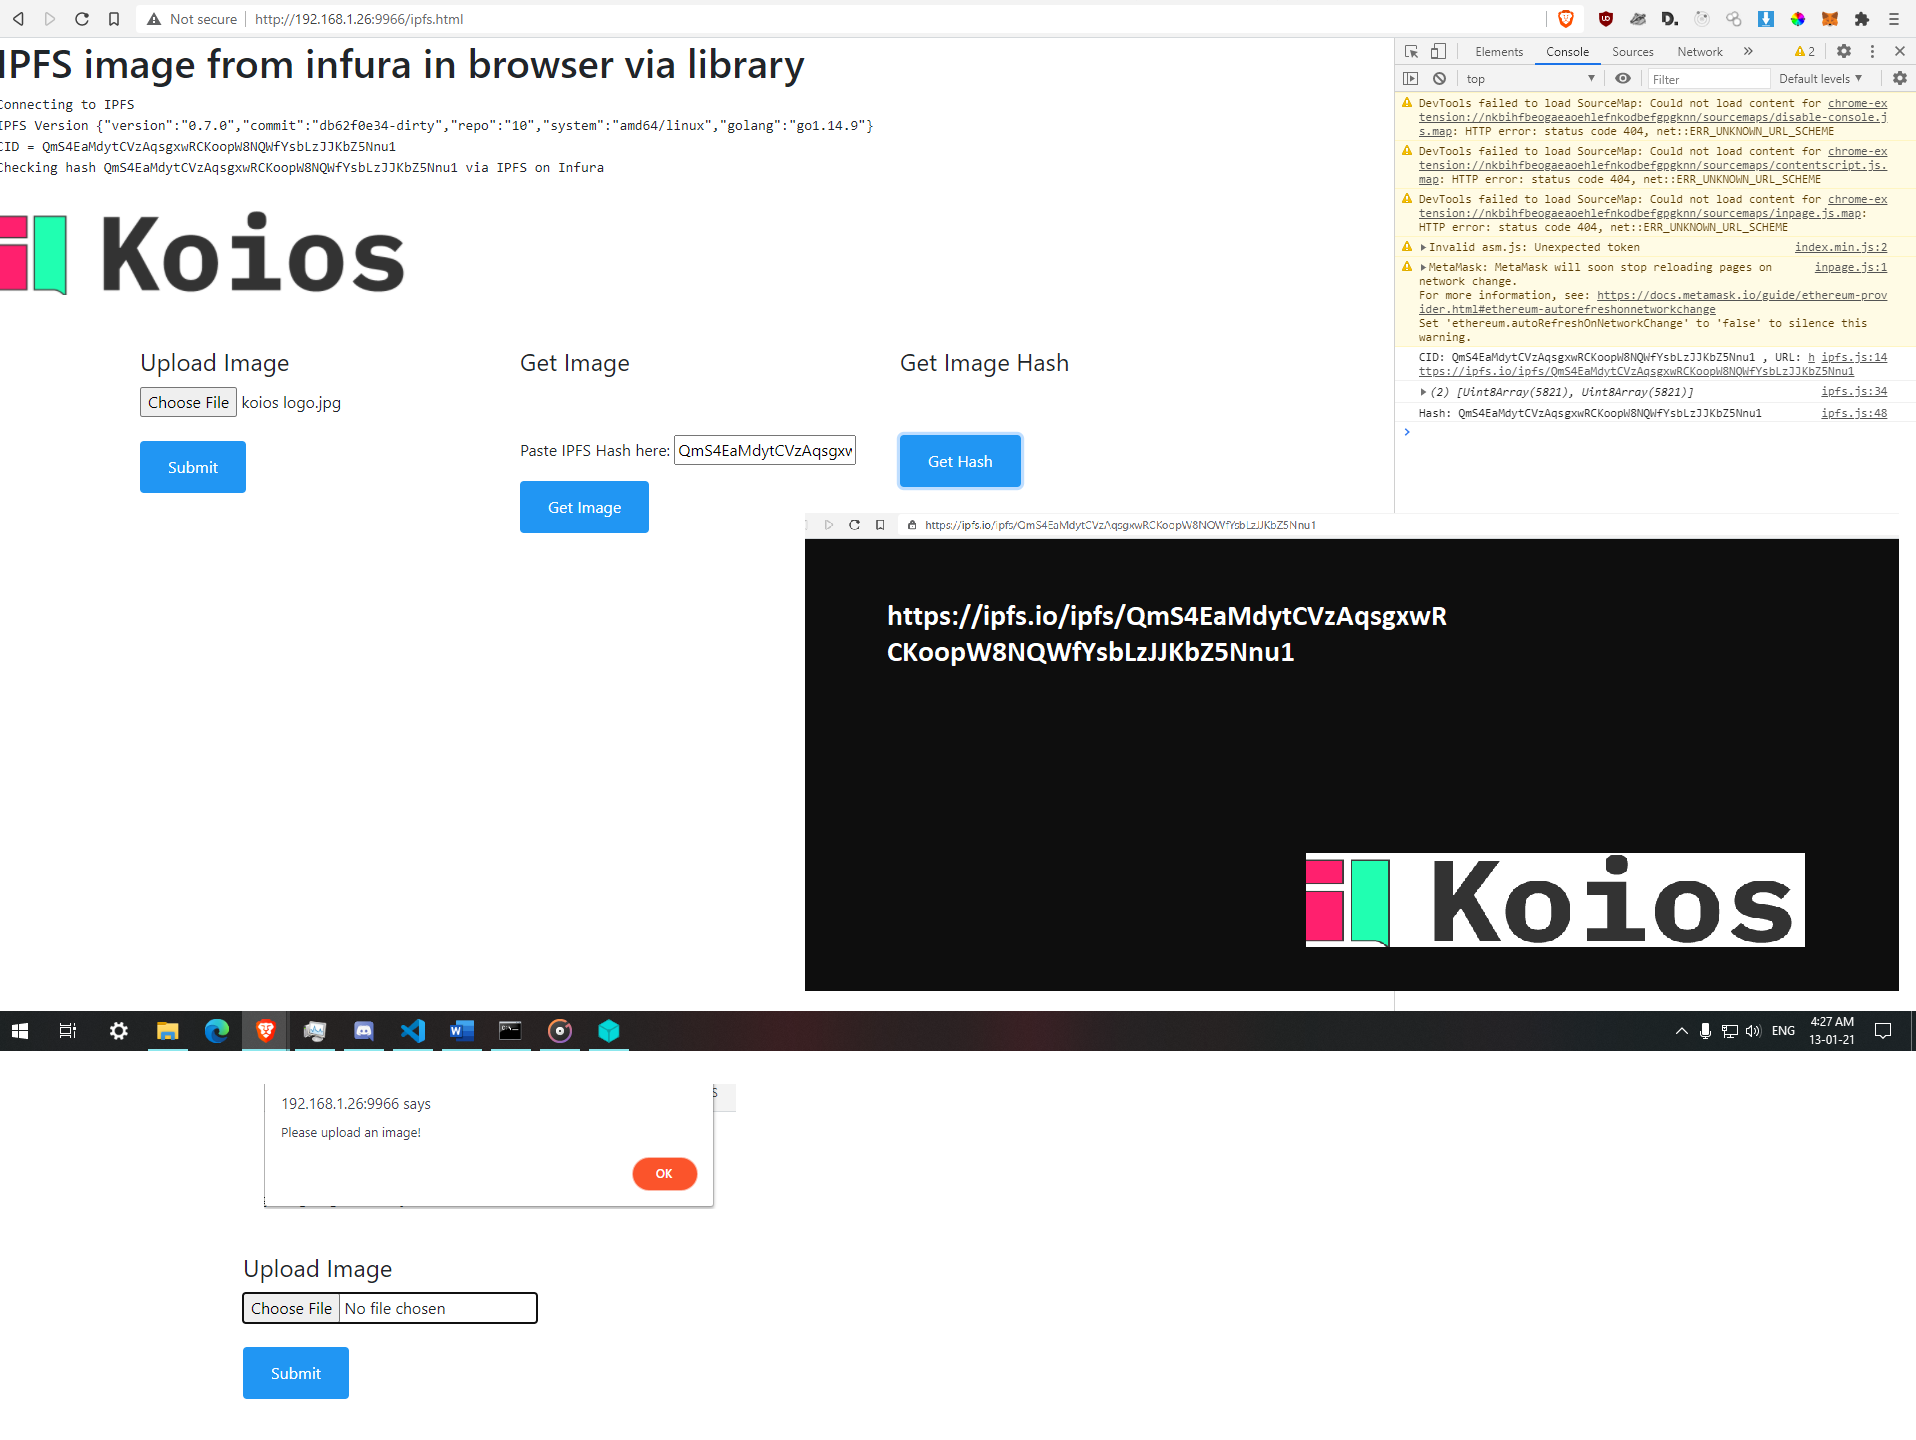 Not secure | http://192.168.1.26:9966/ipfs.html
IPFS image from infura in browser via library
Connecting to IPFS
IPFS Version {"version":"0.7.0","commit":"db62f0e34-dirty","repo":"10","system":"amd64/linux","golang":"go1.14.9"}
CID = QmS4EaMdytCVzAqsgxwRCKoopW8NQWfYsbLzJJKbZ5Nnu1
Checking hash QmS4EaMdytCVzAqsgxwRCKoopW8NQWfYsbLzJJKbZ5Nnu1 via IPFS on Infura
Koios
Upload Image
Choose File koios logo.jpg
Submit
Get Image
Paste IPFS Hash here: QmS4EaMdytCVzAqsgxw
Get Image
Get Image Hash
Get Hash
Elements Console Sources Network » 2
top Filter Default levels
DevTools failed to load SourceMap: Could not load content for chrome-ex
tension://nkbihfbeogaeaoehlefnkodbefgpgknn/sourcemaps/disable-console.j
s.map: HTTP error: status code 404, net::ERR_UNKNOWN_URL_SCHEME
DevTools failed to load SourceMap: Could not load content for chrome-ex
tension://nkbihfbeogaeaoehlefnkodbefgpgknn/sourcemaps/contentscript.js.
map: HTTP error: status code 404, net::ERR_UNKNOWN_URL_SCHEME
DevTools failed to load SourceMap: Could not load content for chrome-ex
tension://nkbihfbeogaeaoehlefnkodbefgpgknn/sourcemaps/inpage.js.map:
HTTP error: status code 404, net::ERR_UNKNOWN_URL_SCHEME
Invalid asm.js: Unexpected token index.min.js:2
MetaMask: MetaMask will soon stop reloading pages on inpage.js:1
network change.
For more information, see: https://docs.metamask.io/guide/ethereum-prov
ider.html#ethereum-autorefreshonnetworkchange
Set 'ethereum.autoRefreshOnNetworkChange' to 'false' to silence this
warning.
CID: QmS4EaMdytCVzAqsgxwRCKoopW8NQWfYsbLzJJKbZ5Nnu1 , URL: h ipfs.js:14
ttps://ipfs.io/ipfs/QmS4EaMdytCVzAqsgxwRCKoopW8NQWfYsbLzJJKbZ5Nnu1
(2) [Uint8Array(5821), Uint8Array(5821)] ipfs.js:34
Hash: QmS4EaMdytCVzAqsgxwRCKoopW8NQWfYsbLzJJKbZ5Nnu1 ipfs.js:48
https://ipfs.io/ipfs/QmS4EaMdytCVzAqsgxwRCKoopW8NQWfYsbLzJJKbZ5Nnu1
https://ipfs.io/ipfs/QmS4EaMdytCVzAqsgxwR
CKoopW8NQWfYsbLzJJKbZ5Nnu1
Koios
ENG
4:27 AM
13-01-21
192.168.1.26:9966 says
Please upload an image!
OK
Upload Image
Choose File No file chosen
Submit